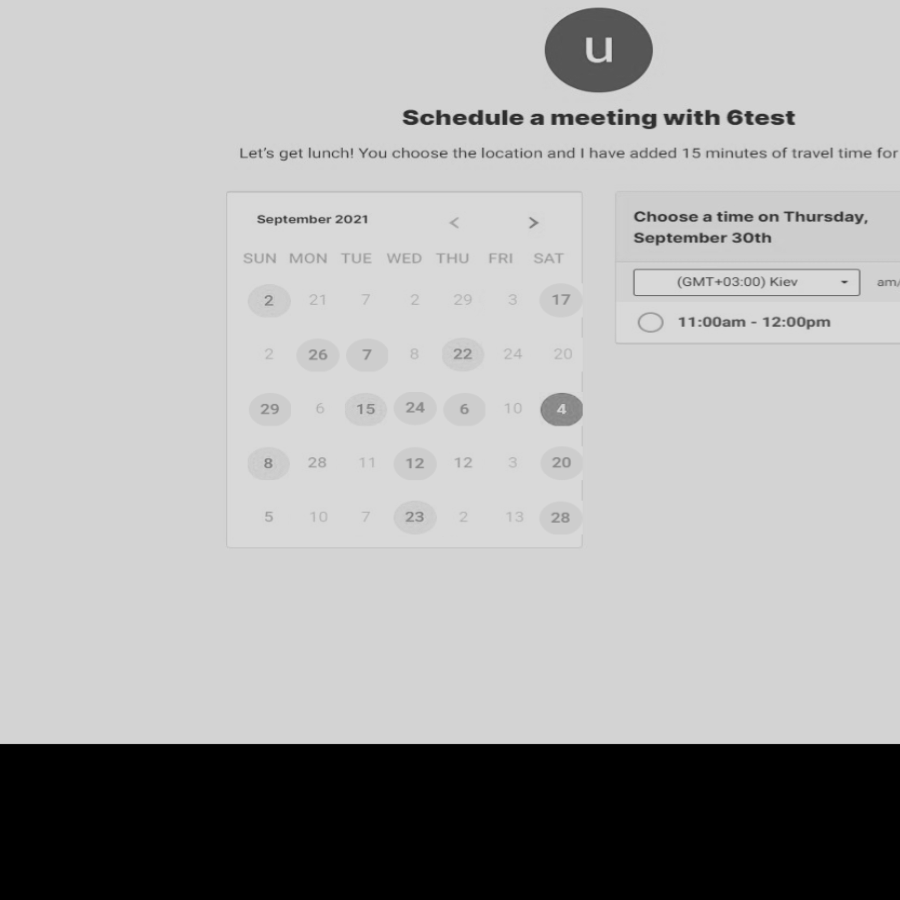 u
Schedule a meeting with 6test
Let's get lunch! You choose the location and I have added 15 minutes of travel time for
September 2021 < >
SUN MON TUE WED THU FRI SAT
2 21 7 2 29 3 17
2 26 7 8 22 24 20
29 6 15 24 6 10 4
8 28 11 12 12 3 20
5 10 7 23 2 13 28
Choose a time on Thursday,
September 30th
(GMT+03:00) Kiev am/
11:00am - 12:00pm